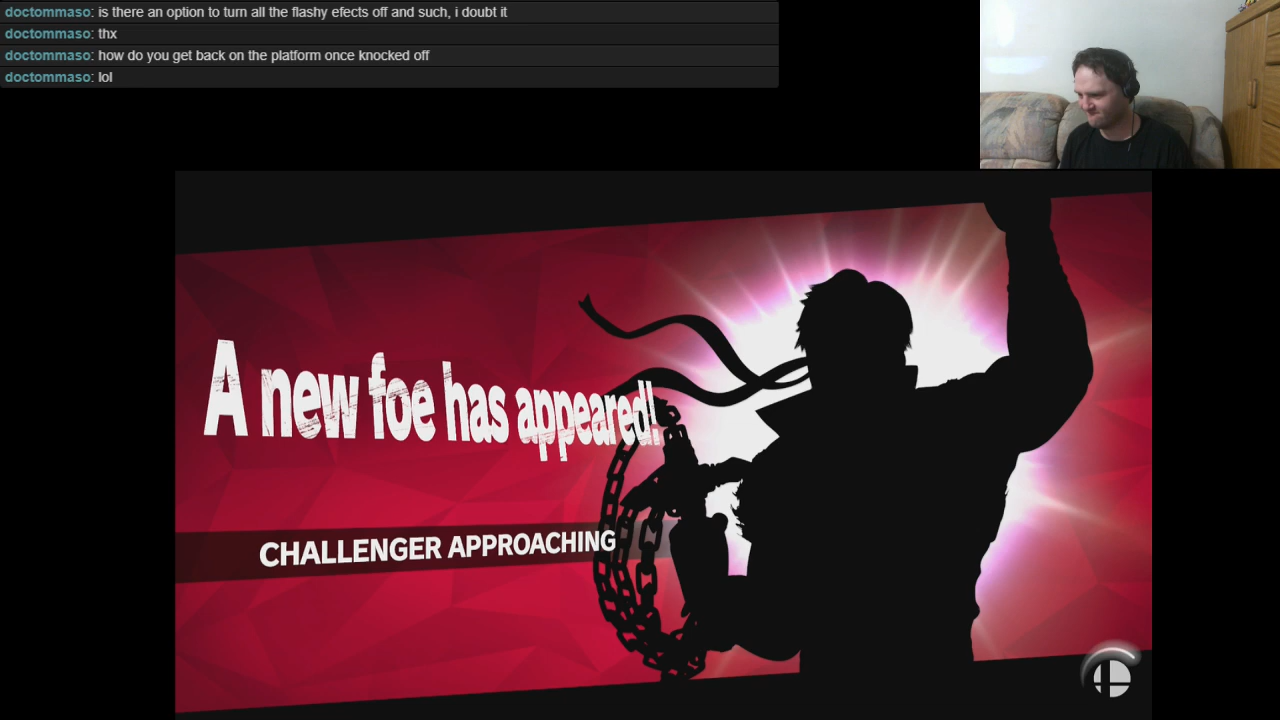 doctommaso: is there an option to turn all the flashy efects off and such, i doubt it
doctommaso: thx
doctommaso: how do you get back on the platform once knocked off
doctommaso: lol
A new foe has appeared!
CHALLENGER APPROACHING